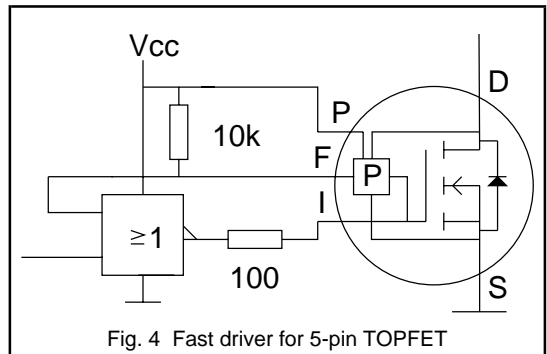 Vcc
D
P
10k
F
P
I
≥1
100
S
Fig. 4 Fast driver for 5-pin TOPFET